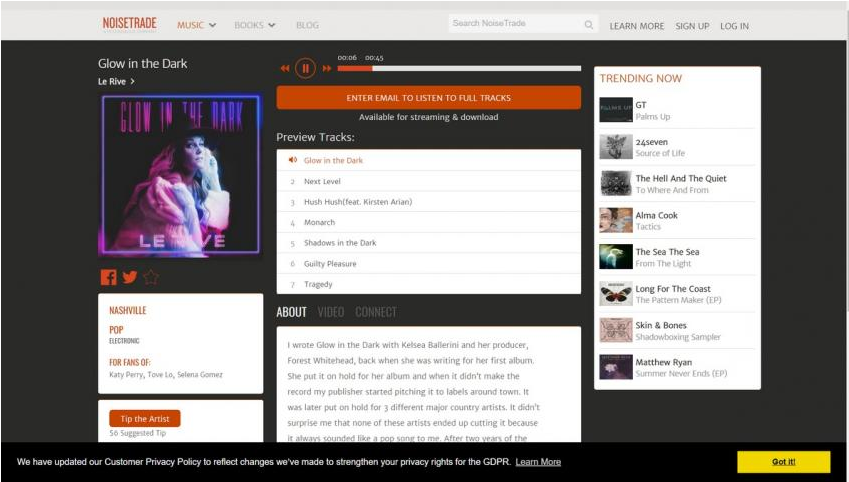 NOISETRADE
MUSIC
BOOKS
BLOG
Search NoiseTrade
LEARN MORE
SIGN UP
LOG IN
Glow in the Dark
Le Rive >
GLOW IN THE DARK
LE RIVE
00:06 00:45
ENTER EMAIL TO LISTEN TO FULL TRACKS
Available for streaming & download
Preview Tracks:
Glow in the Dark
2 Next Level
3 Hush Hush(feat. Kirsten Arian)
4 Monarch
5 Shadows in the Dark
6 Guilty Pleasure
7 Tragedy
NASHVILLE
POP
ELECTRONIC
FOR FANS OF:
Katy Perry, Tove Lo, Selena Gomez
Tip the Artist
$6 Suggested Tip
ABOUT VIDEO CONNECT
I wrote Glow in the Dark with Kelsea Ballerini and her producer,
Forest Whitehead, back when she was writing for her first album.
She put it on hold for her album and when it didn't make the
record my publisher started pitching it to labels around town. It
was later put on hold for 3 different major country artists. It didn't
surprise me that none of these artists ended up cutting it because
it always sounded like a pop song to me. After two years of the
TRENDING NOW
PALMS UP
GT
Palms Up
24seven
Source of Life
The Hell And The Quiet
To Where And From
Alma Cook
Tactics
The Sea The Sea
From The Light
Long For The Coast
The Pattern Maker (EP)
Skin & Bones
Shadowboxing Sampler
Matthew Ryan
Summer Never Ends (EP)
We have updated our Customer Privacy Policy to reflect changes we've made to strengthen your privacy rights for the GDPR. Learn More
Got it!